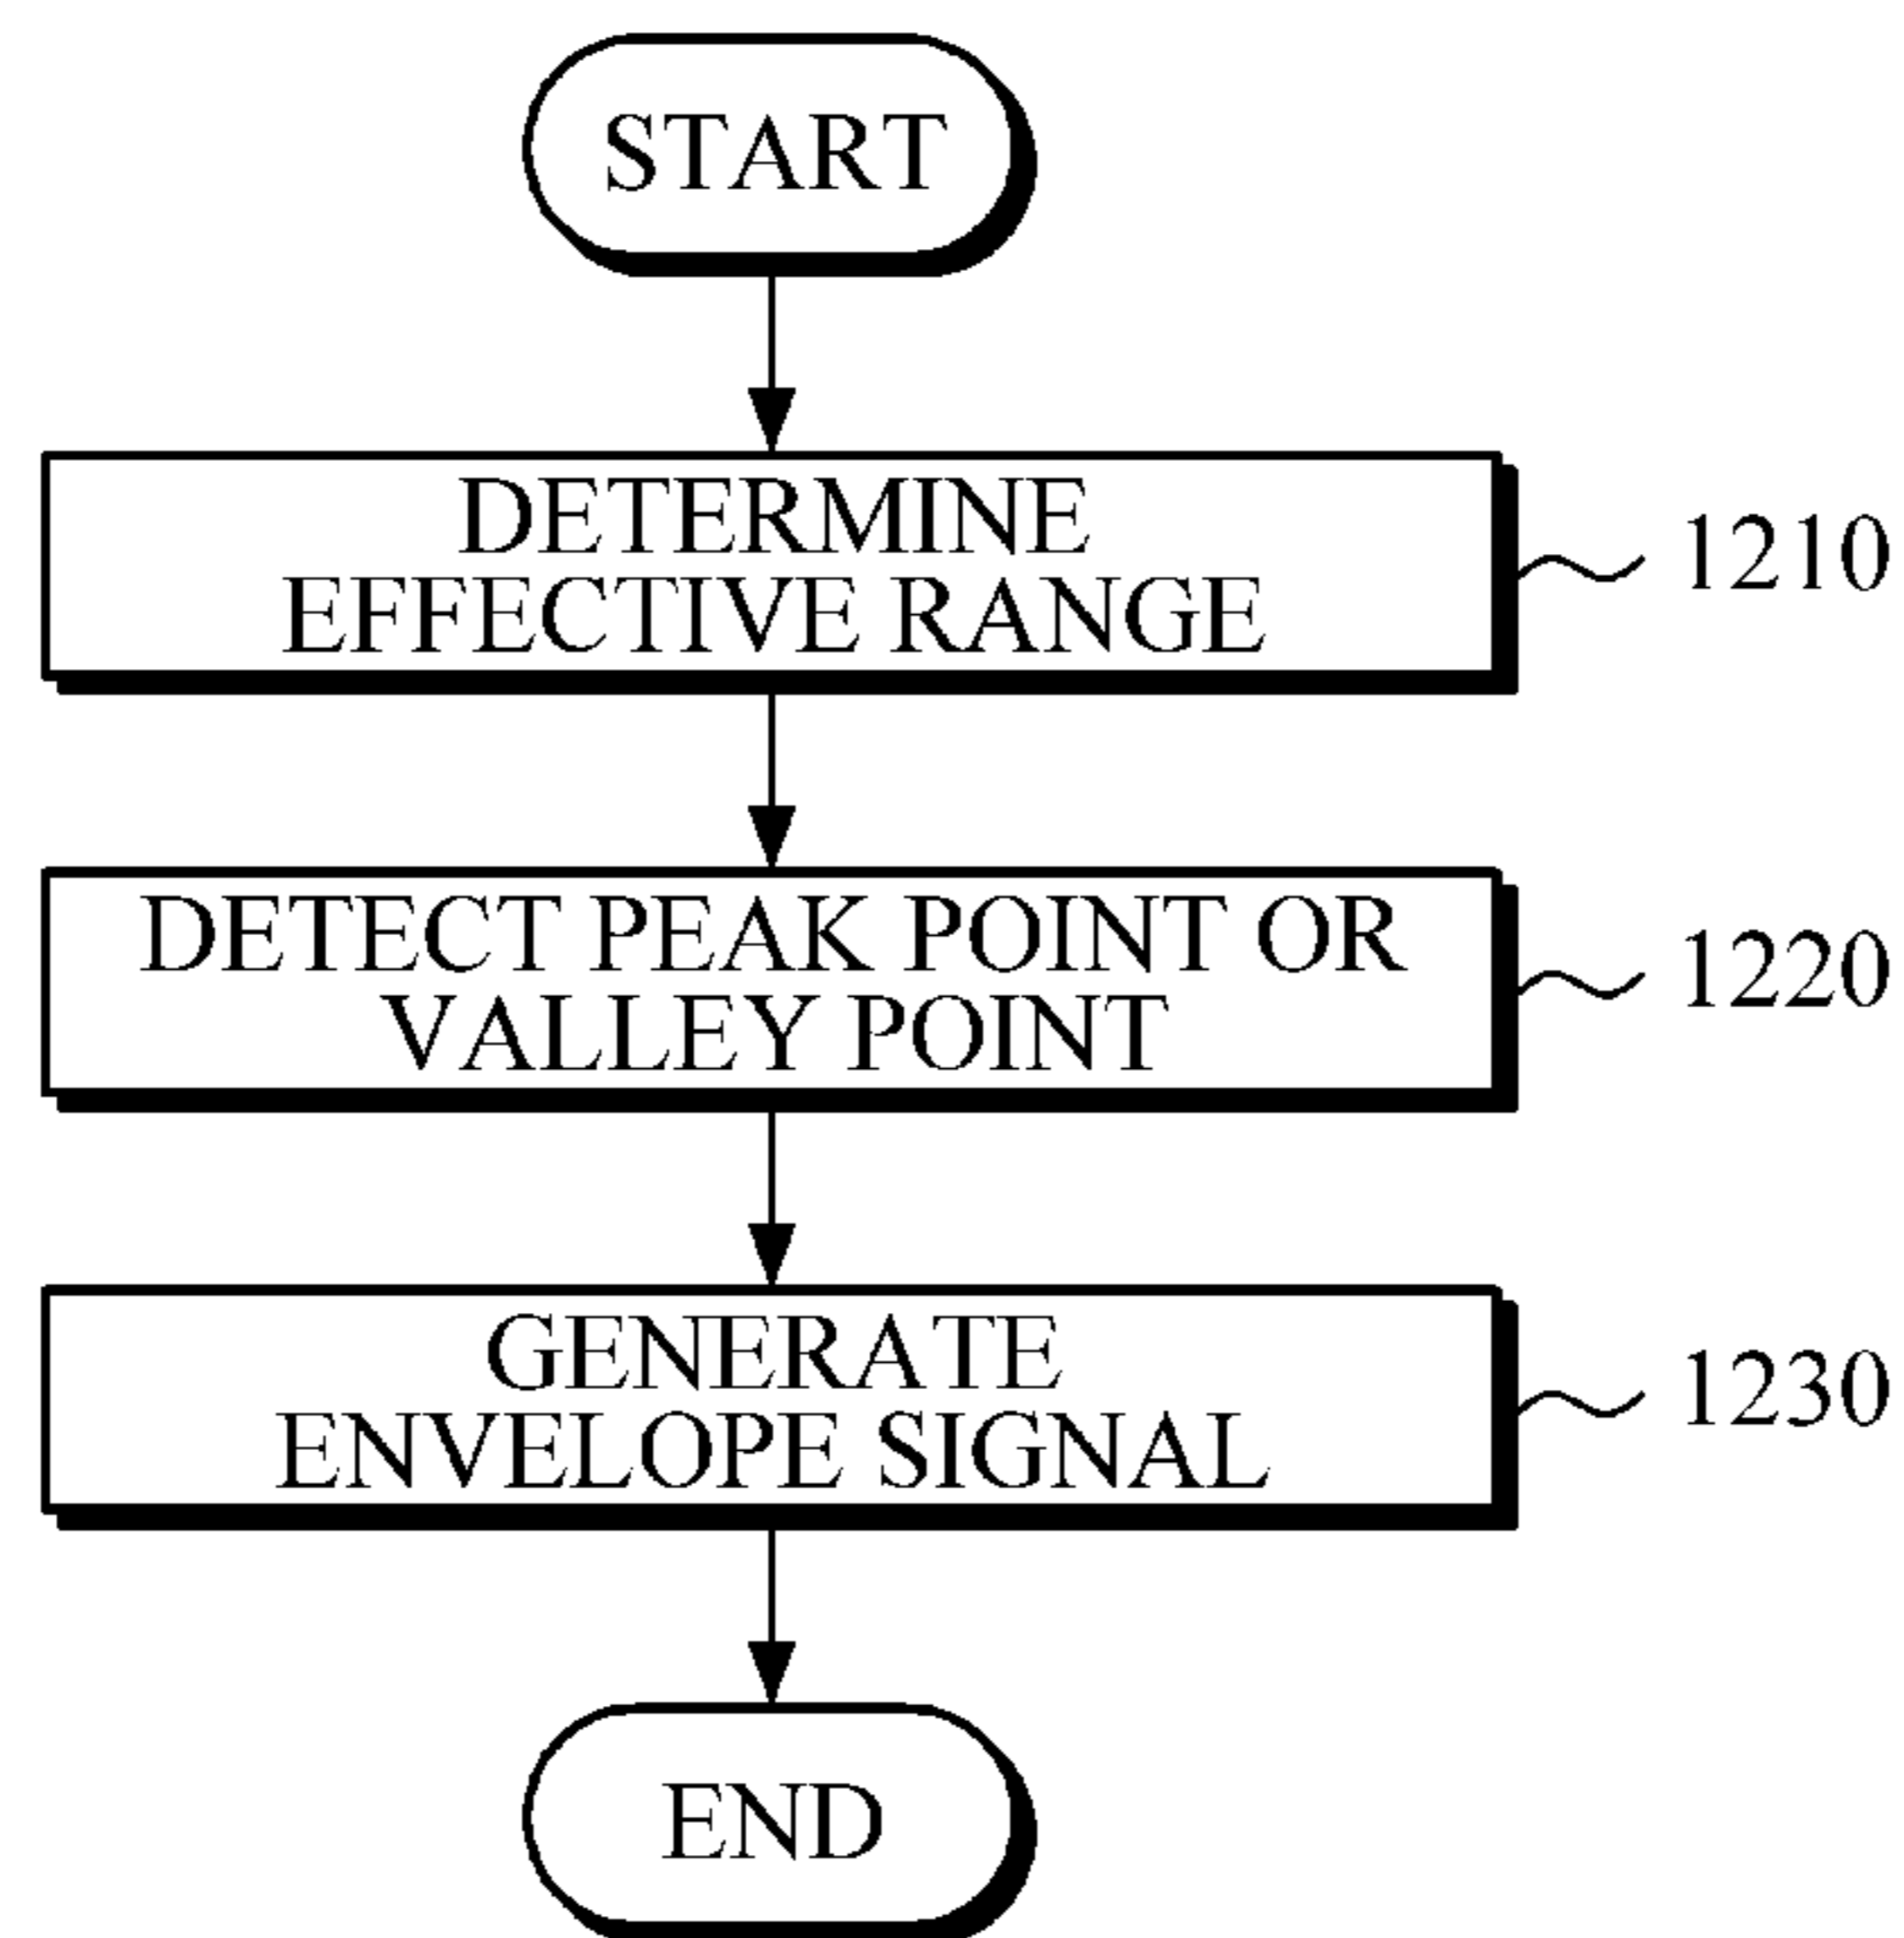 START
DETERMINE
EFFECTIVE RANGE
1210
DETECT PEAK POINT OR
VALLEY POINT
1220
GENERATE
ENVELOPE SIGNAL
1230
END